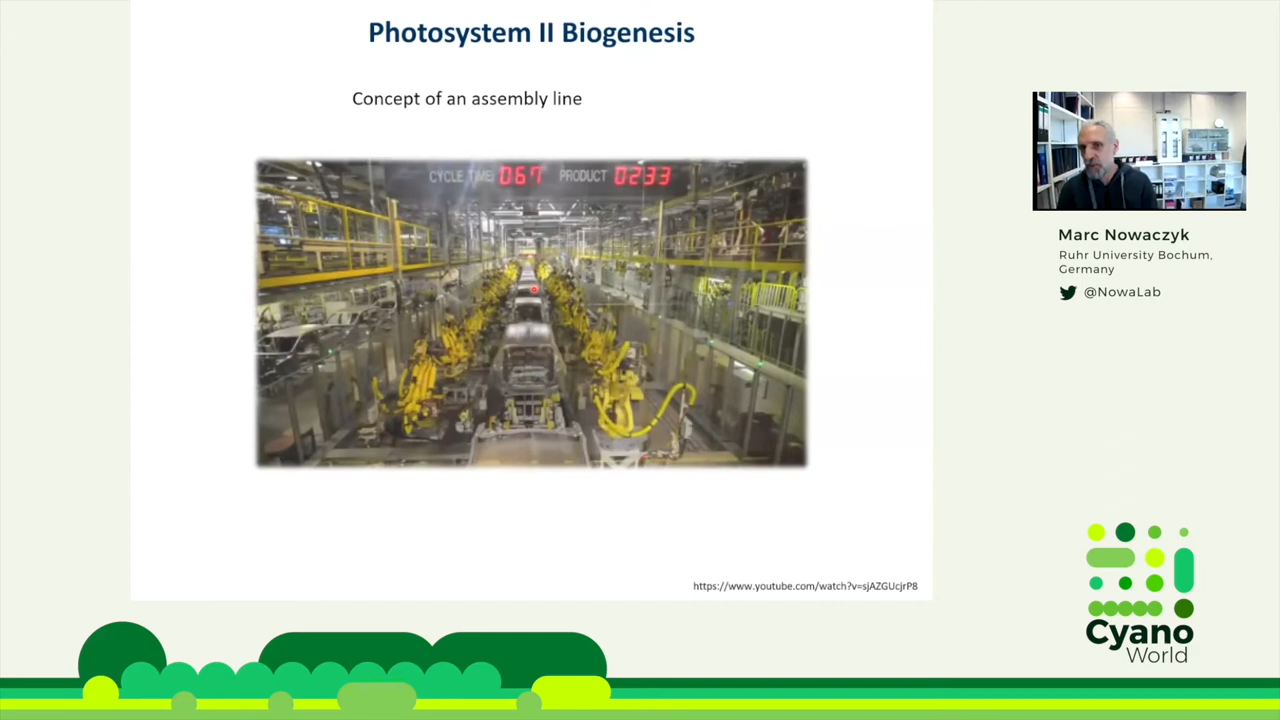 Photosystem II Biogenesis
Concept of an assembly line
CYCLE TIME: 067 PRODUCT 0233
https://www.youtube.com/watch?v=sjAZGUcjrP8
Marc Nowaczyk
Ruhr University Bochum,
Germany
@NowaLab
Cyano
World